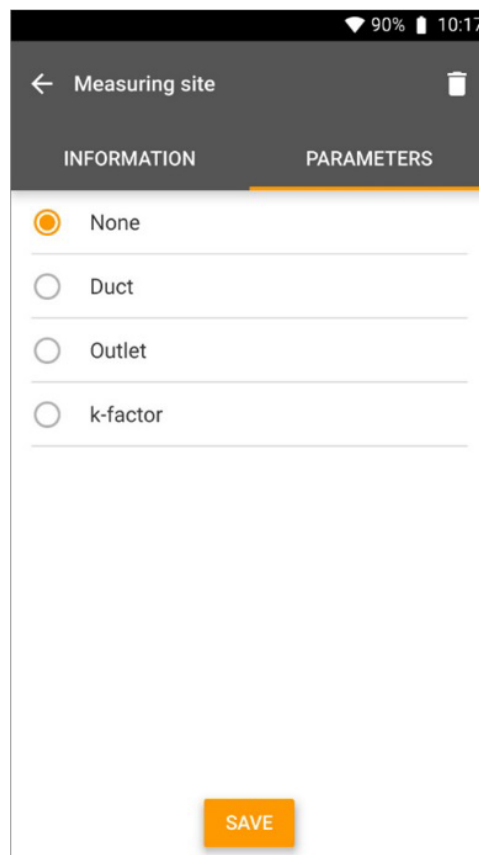 90% 10:17
Measuring site
INFORMATION PARAMETERS
None
Duct
Outlet
k-factor
SAVE